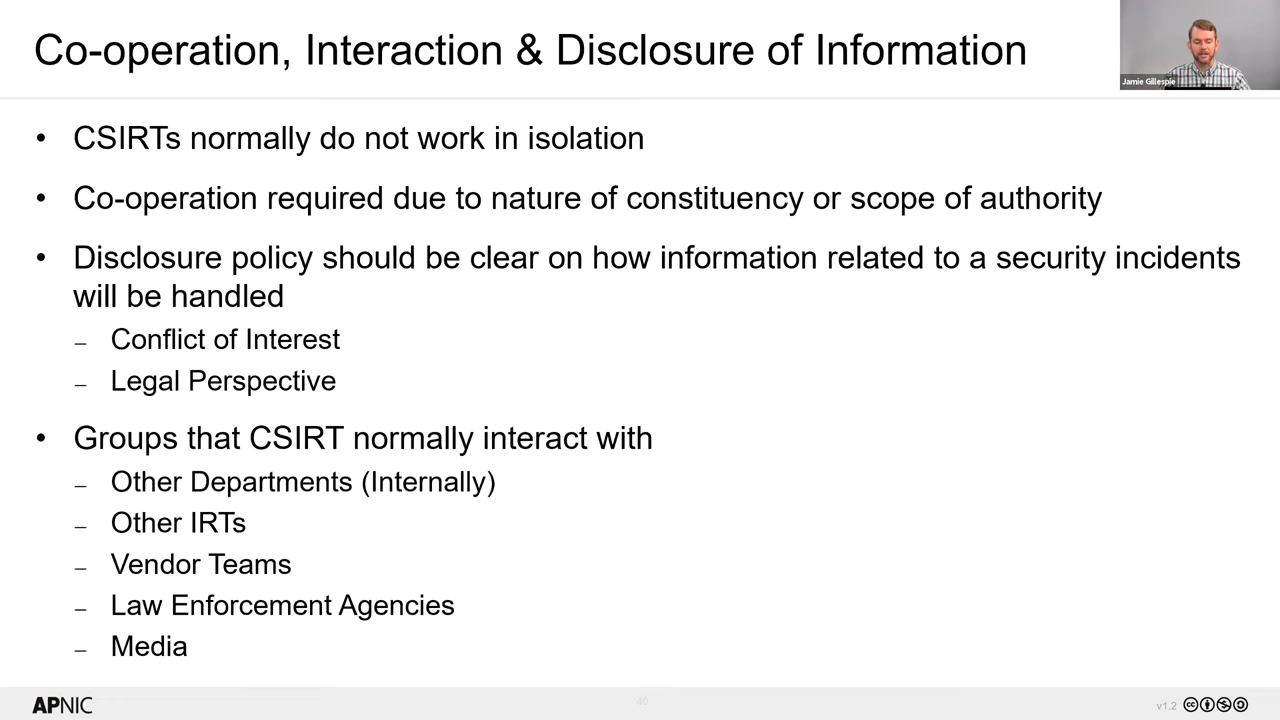 Co-operation, Interaction & Disclosure of Information
Jamie Gillespie
• CSIRTs normally do not work in isolation
• Co-operation required due to nature of constituency or scope of authority
• Disclosure policy should be clear on how information related to a security incidents
will be handled
– Conflict of Interest
– Legal Perspective
• Groups that CSIRT normally interact with
– Other Departments (Internally)
– Other IRTs
– Vendor Teams
– Law Enforcement Agencies
– Media
APNIC
40
v1.2